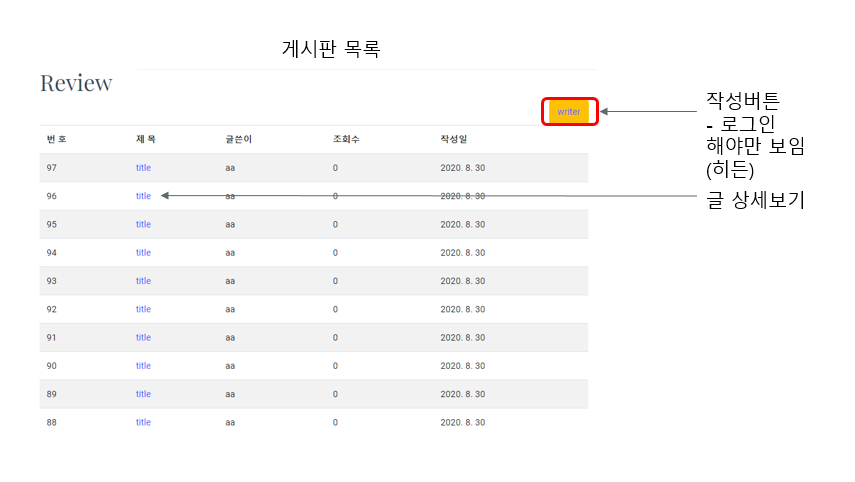 게시판 목록
Review
writer
작성버튼
- 로그인
해야만 보임
(히든)
번 호 제 목 글쓴이 조회수 작성일
97 title aa 0 2020. 8. 30
96 title aa 0 2020. 8. 30
글 상세보기
95 title aa 0 2020. 8. 30
94 title aa 0 2020. 8. 30
93 title aa 0 2020. 8. 30
92 title aa 0 2020. 8. 30
91 title aa 0 2020. 8. 30
90 title aa 0 2020. 8. 30
89 title aa 0 2020. 8. 30
88 title aa 0 2020. 8. 30